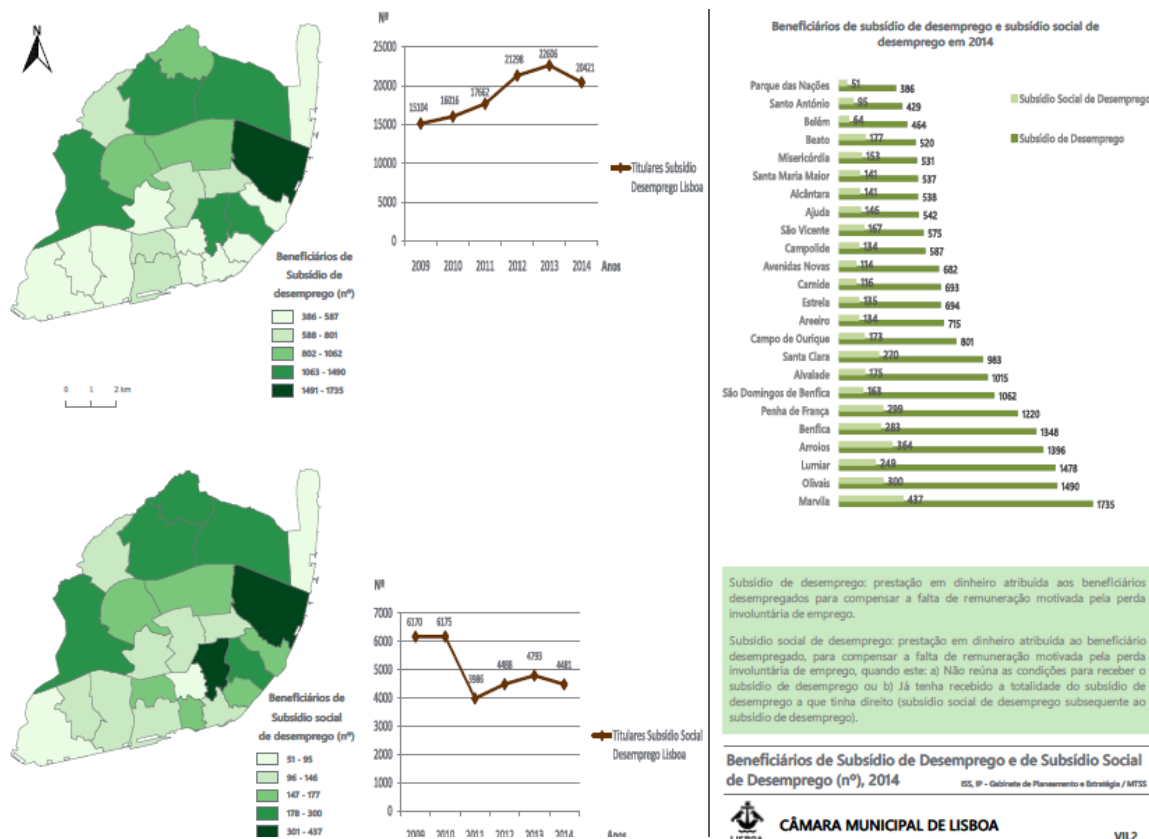 N
0 1 2 km
Beneficiários de
Subsídio de
desemprego (nº)
386 - 587
588 - 801
802 - 1062
1063 - 1490
1491 - 1735
Nº
25000
20000
15000
10000
5000
0
15104
16016
17662
21298
22606
20421
2009 2010 2011 2012 2013 2014 Anos
Titulares Subsídio
Desemprego Lisboa
Beneficiários de
Subsídio social
de desemprego (nº)
51 - 95
96 - 146
147 - 177
178 - 300
301 - 437
Nº
7000
6000
5000
4000
3000
2000
1000
0
6170
6175
3986
4488
4793
4481
2009 2010 2011 2012 2013 2014 Anos
Titulares Subsídio Social
Desemprego Lisboa
Beneficiários de subsídio de desemprego e subsídio social de
desemprego em 2014
Subsídio Social de Desemprego
Subsídio de Desemprego
Parque das Nações 51 386
Santo António 95 429
Belém 64 464
Beato 177 520
Misericórdia 153 531
Santa Maria Maior 141 537
Alcântara 141 538
Ajuda 146 542
São Vicente 167 575
Campolide 134 587
Avenidas Novas 114 682
Carnide 116 693
Estrela 135 694
Areeiro 134 715
Campo de Ourique 173 801
Santa Clara 270 983
Alvalade 175 1015
São Domingos de Benfica 163 1062
Penha de França 299 1220
Benfica 283 1348
Arroios 364 1396
Lumiar 249 1478
Olivais 300 1490
Marvila 437 1735
Subsídio de desemprego: prestação em dinheiro atribuída aos beneficiários
desempregados para compensar a falta de remuneração motivada pela perda
involuntária de emprego.
Subsídio social de desemprego: prestação em dinheiro atribuída ao beneficiário
desempregado, para compensar a falta de remuneração motivada pela perda
involuntária de emprego, quando este: a) Não reúna as condições para receber o
subsídio de desemprego ou b) Já tenha recebido a totalidade do subsídio de
desemprego a que tinha direito (subsídio social de desemprego subsequente ao
subsídio de desemprego).
Beneficiários de Subsídio de Desemprego e de Subsídio Social
de Desemprego (nº), 2014
ISS, IP - Gabinete de Planeamento e Estratégia / MTSS
LISBOA
CÂMARA MUNICIPAL DE LISBOA
VII.2